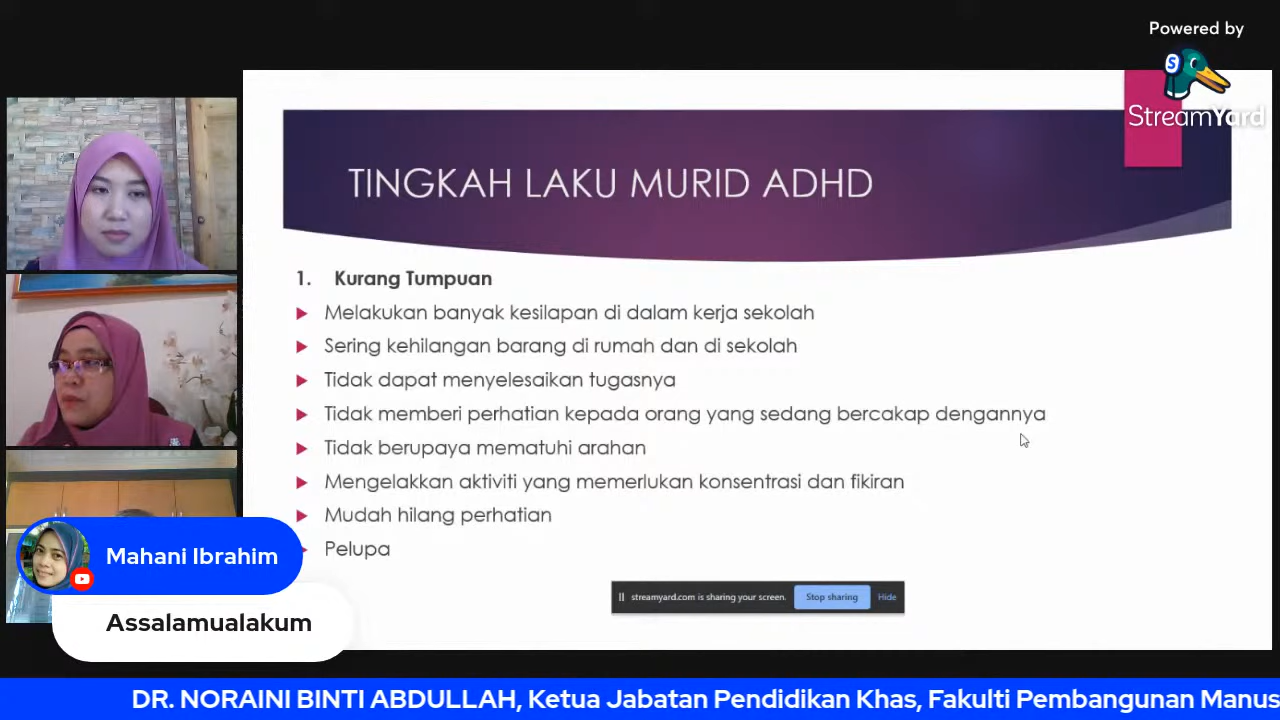 Powered by
StreamYard
TINGKAH LAKU MURID ADHD
1. Kurang Tumpuan
Melakukan banyak kesilapan di dalam kerja sekolah
Sering kehilangan barang di rumah dan di sekolah
Tidak dapat menyelesaikan tugasnya
Tidak memberi perhatian kepada orang yang sedang bercakap dengannya
Tidak berupaya mematuhi arahan
Mengelakkan aktiviti yang memerlukan konsentrasi dan fikiran
Mudah hilang perhatian
Pelupa
streamyard.com is sharing your screen. Stop sharing Hide
Mahani Ibrahim
Assalamualakum
DR. NORAINI BINTI ABDULLAH, Ketua Jabatan Pendidikan Khas, Fakulti Pembangunan Manus